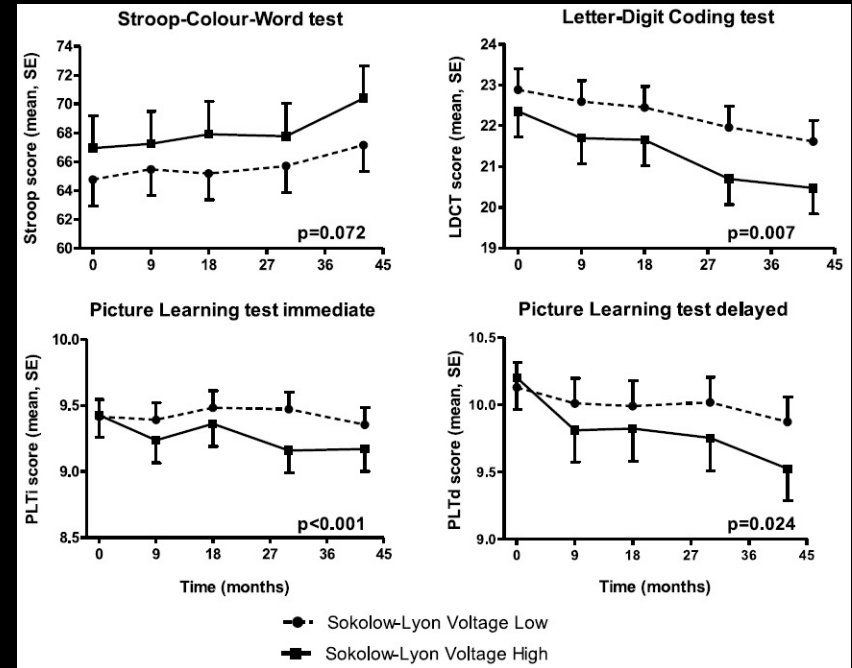 Stroop-Colour-Word test
Stroop score (mean, SE)
74
72
70
68
66
64
62
60
0 9 18 27 36 45
p=0.072
Letter-Digit Coding test
LDCT score (mean, SE)
24
23
22
21
20
19
0 9 18 27 36 45
p=0.007
Picture Learning test immediate
PLTi score (mean, SE)
10.0
9.5
9.0
8.5
0 9 18 27 36 45
p<0.001
Time (months)
Picture Learning test delayed
PLTd score (mean, SE)
10.5
10.0
9.5
9.0
0 9 18 27 36 45
p=0.024
Time (months)
Sokolow-Lyon Voltage Low
Sokolow-Lyon Voltage High